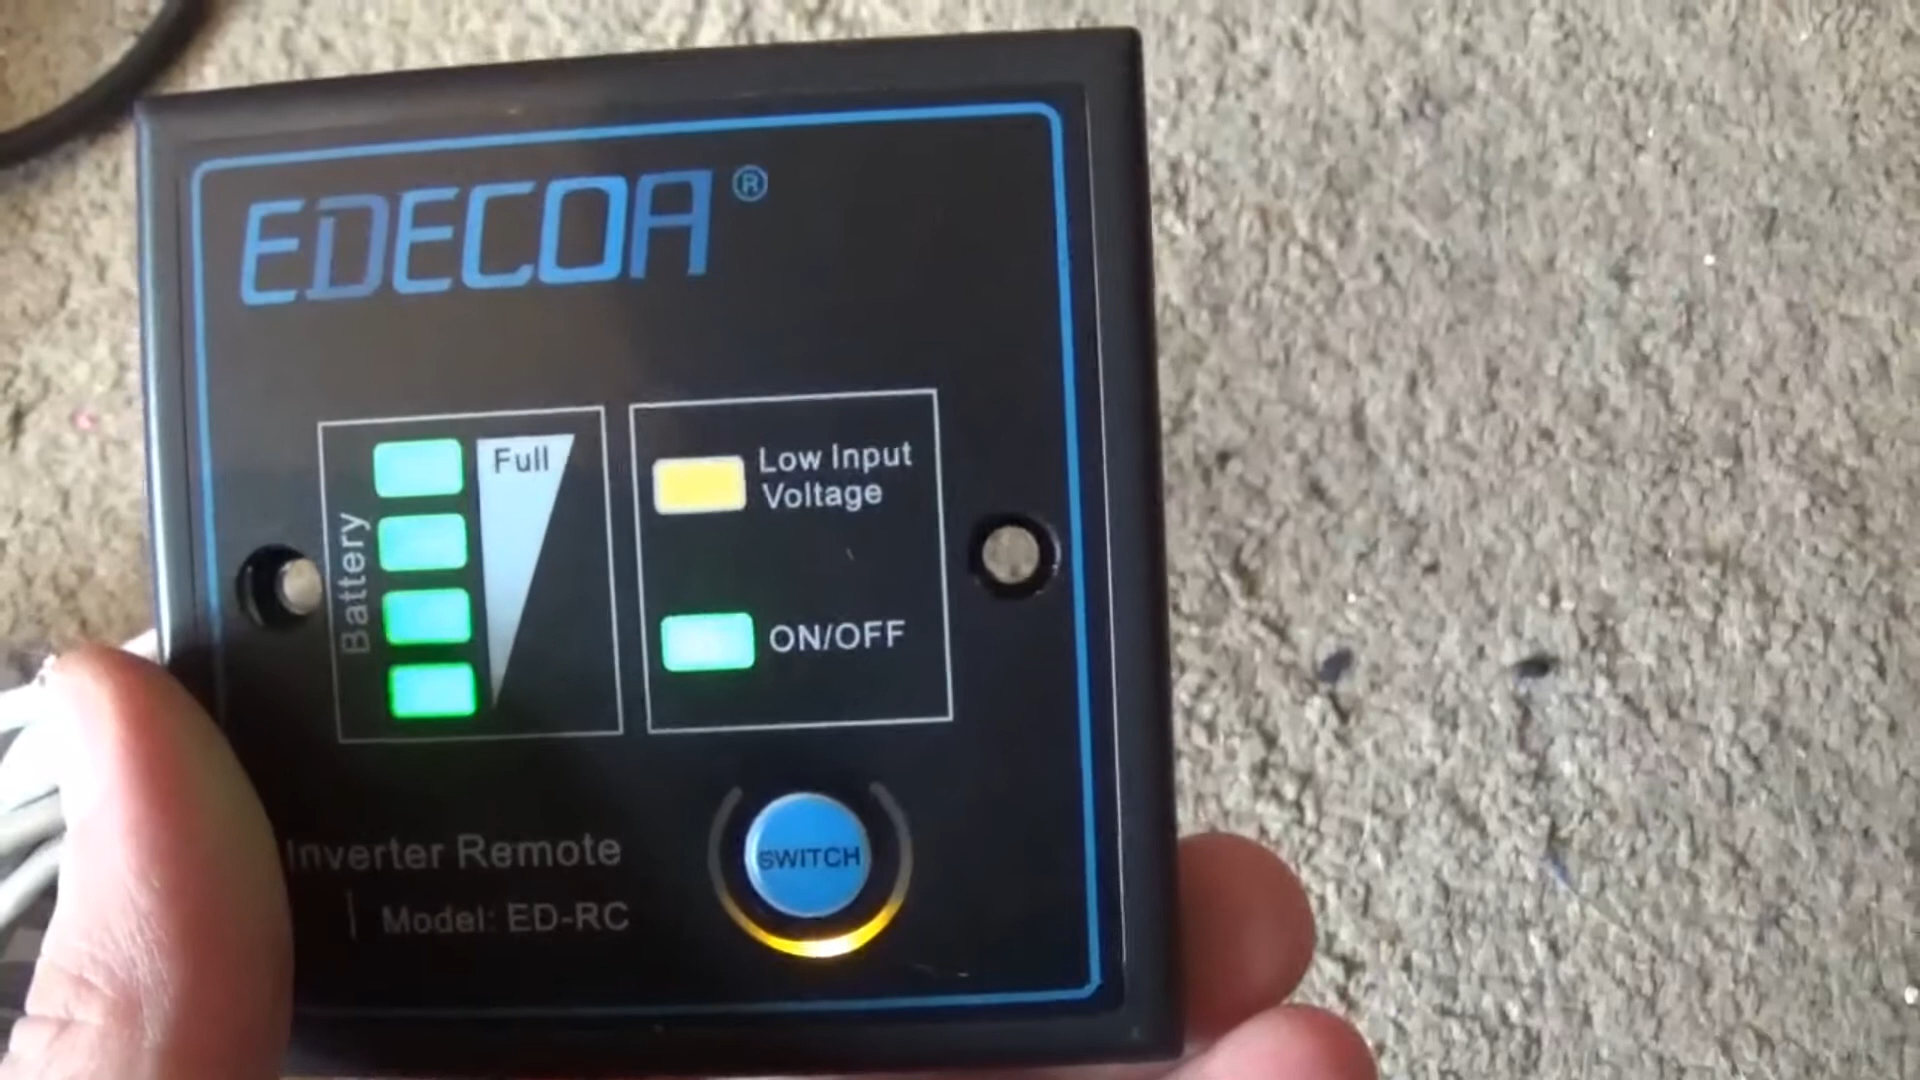 EDECOA®
Battery
Full
Low Input
Voltage
ON/OFF
Inverter Remote
Model: ED-RC
SWITCH